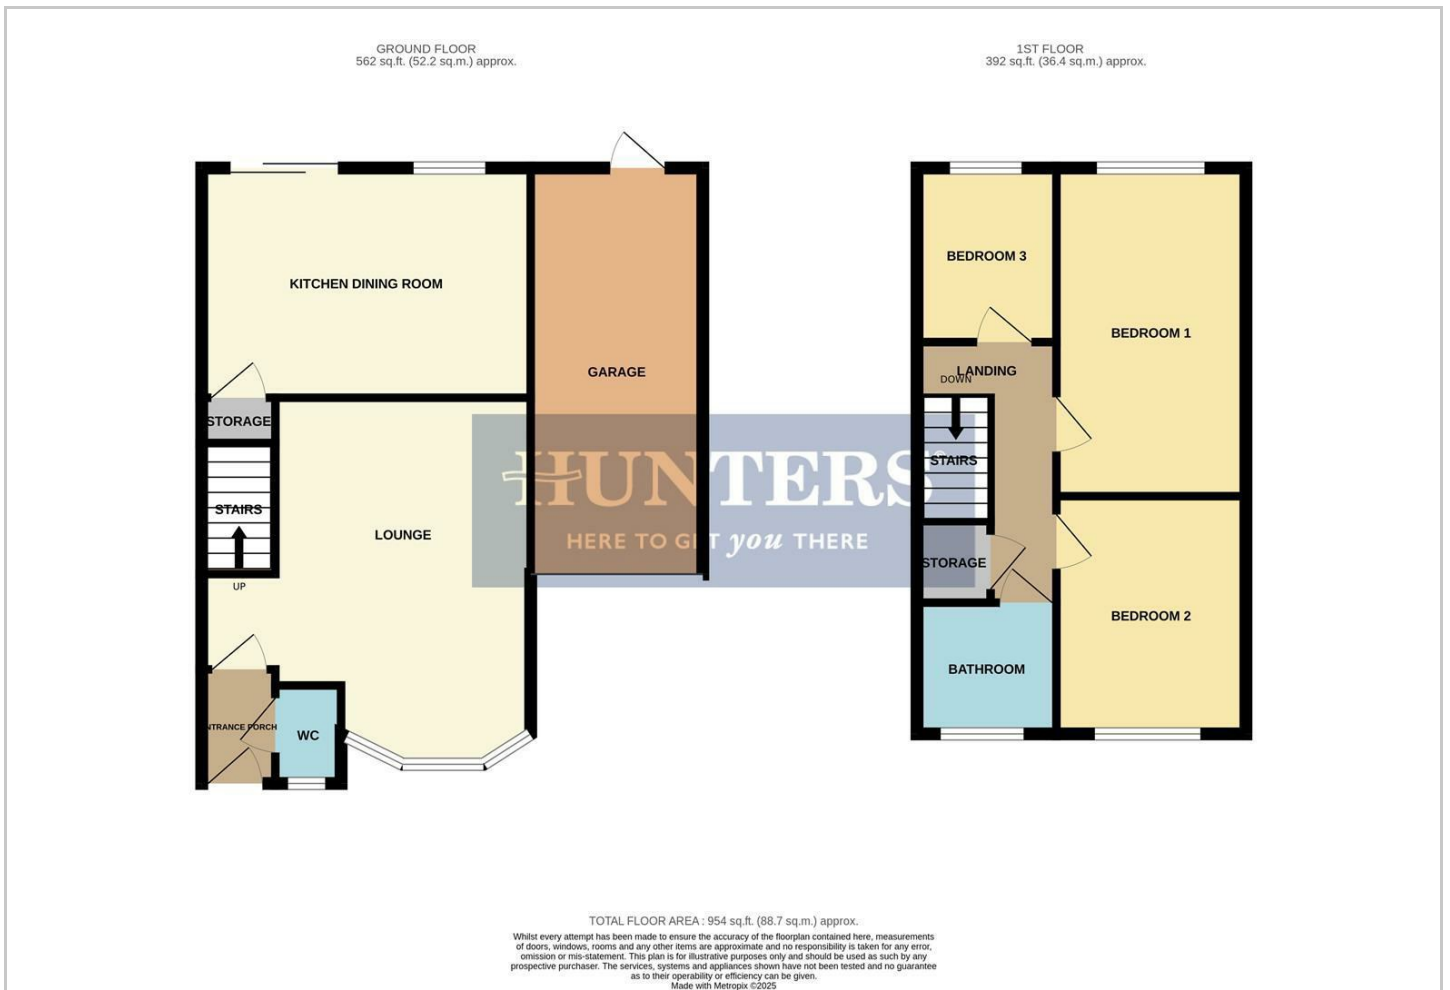 GROUND FLOOR
562 sq.ft. (52.2 sq.m.) approx.
1ST FLOOR
392 sq.ft. (36.4 sq.m.) approx.
KITCHEN DINING ROOM
GARAGE
STORAGE
STAIRS
UP
LOUNGE
ENTRANCE PORCH
WC
BEDROOM 3
BEDROOM 1
LANDING
DOWN
STAIRS
STORAGE
BEDROOM 2
BATHROOM
HUNTERS®
HERE TO GET you THERE
TOTAL FLOOR AREA : 954 sq.ft. (88.7 sq.m.) approx.
Whilst every attempt has been made to ensure the accuracy of the floorplan contained here, measurements
of doors, windows, rooms and any other items are approximate and no responsibility is taken for any error,
omission or mis-statement. This plan is for illustrative purposes only and should be used as such by any
prospective purchaser. The services, systems and appliances shown have not been tested and no guarantee
as to their operability or efficiency can be given.
Made with Metropix ©2025